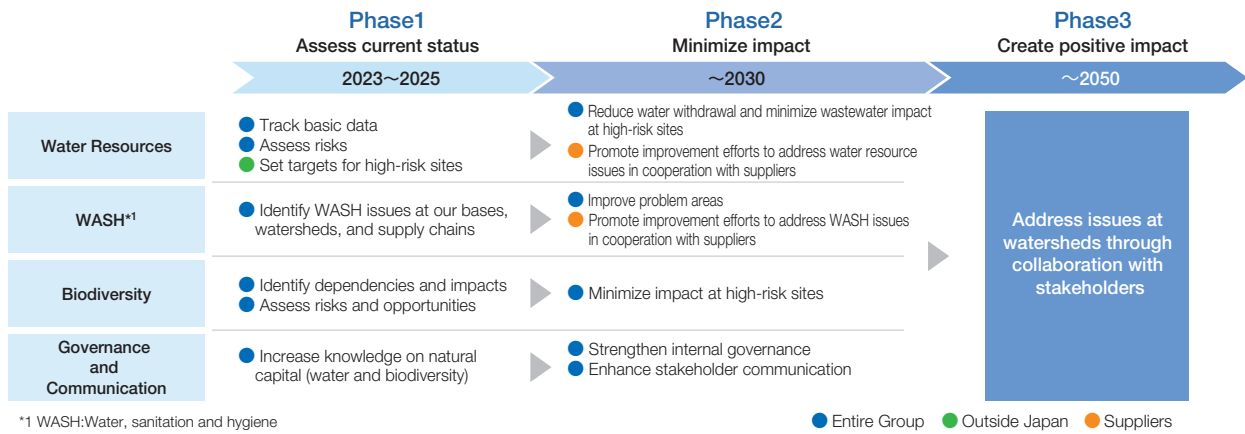 Phase1
Assess current status
Phase2
Minimize impact
Phase3
Create positive impact
2023～2025
～2030
～2050
Water Resources
Track basic data
Assess risks
Set targets for high-risk sites
Reduce water withdrawal and minimize wastewater impact
at high-risk sites
Promote improvement efforts to address water resource
issues in cooperation with suppliers
WASH*1
Identify WASH issues at our bases,
watersheds, and supply chains
Improve problem areas
Promote improvement efforts to address WASH issues
in cooperation with suppliers
Biodiversity
Identify dependencies and impacts
Assess risks and opportunities
Minimize impact at high-risk sites
Governance
and
Communication
Increase knowledge on natural
capital (water and biodiversity)
Strengthen internal governance
Enhance stakeholder communication
Address issues at
watersheds through
collaboration with
stakeholders
*1 WASH:Water, sanitation and hygiene
Entire Group
Outside Japan
Suppliers